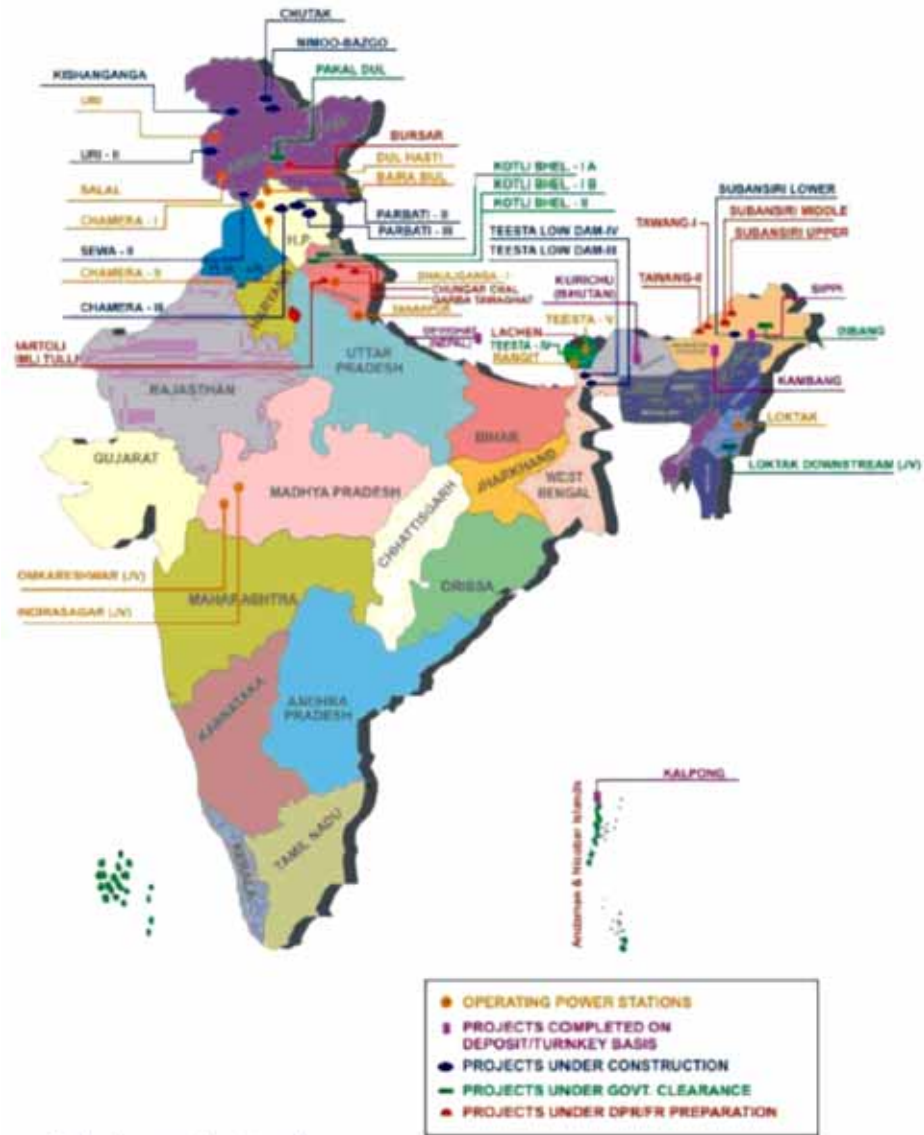 CHUTAK
NIMOO-BAZGO
PAKAL DUL
KISHANGANGA
URI
BURSAR
URI - II
DUL HASTI
KOTLI BHEL - I A
BAIRA SIUL
KOTLI BHEL - I B
SALAL
KOTLI BHEL - II
SUBANSIRI LOWER
CHAMERA - I
PARBATI - II
SUBANSIRI MIDDLE
TAWANG-I
PARBATI - III
TEESTA LOW DAM-IV
SUBANSIRI UPPER
SEWA - II
H.P.
TEESTA LOW DAM-III
CHAMERA - II
DHAULIGANGA - I
KURICHU
(BHUTAN)
TAWANG-II
SIPPI
CHUNGAR CHAL
GARBA TAWAGHAT
CHAMERA - III
HARYANA
TANAKPUR
TEESTA - V
LACHEN
DEVIGHAT
(NEPAL)
TEESTA - IV
DIBANG
RANGIT
UTTAR
PRADESH
RAJASTHAN
KAMBANG
LOKTAK
BIHAR
GUJARAT
JHARKHAND
WEST
BENGAL
LOKTAK DOWNSTREAM (JV)
MADHYA PRADESH
CHHATTISGARH
ORISSA
OMKARESHWAR (JV)
MAHARASHTRA
INDIRASAGAR (JV)
KARNATAKA
ANDHRA
PRADESH
KALPONG
TAMIL NADU
KERALA
Andaman & Nicobar Islands
OPERATING POWER STATIONS
PROJECTS COMPLETED ON
DEPOSIT/TURNKEY BASIS
PROJECTS UNDER CONSTRUCTION
PROJECTS UNDER GOVT. CLEARANCE
PROJECTS UNDER DPR/FR PREPARATION